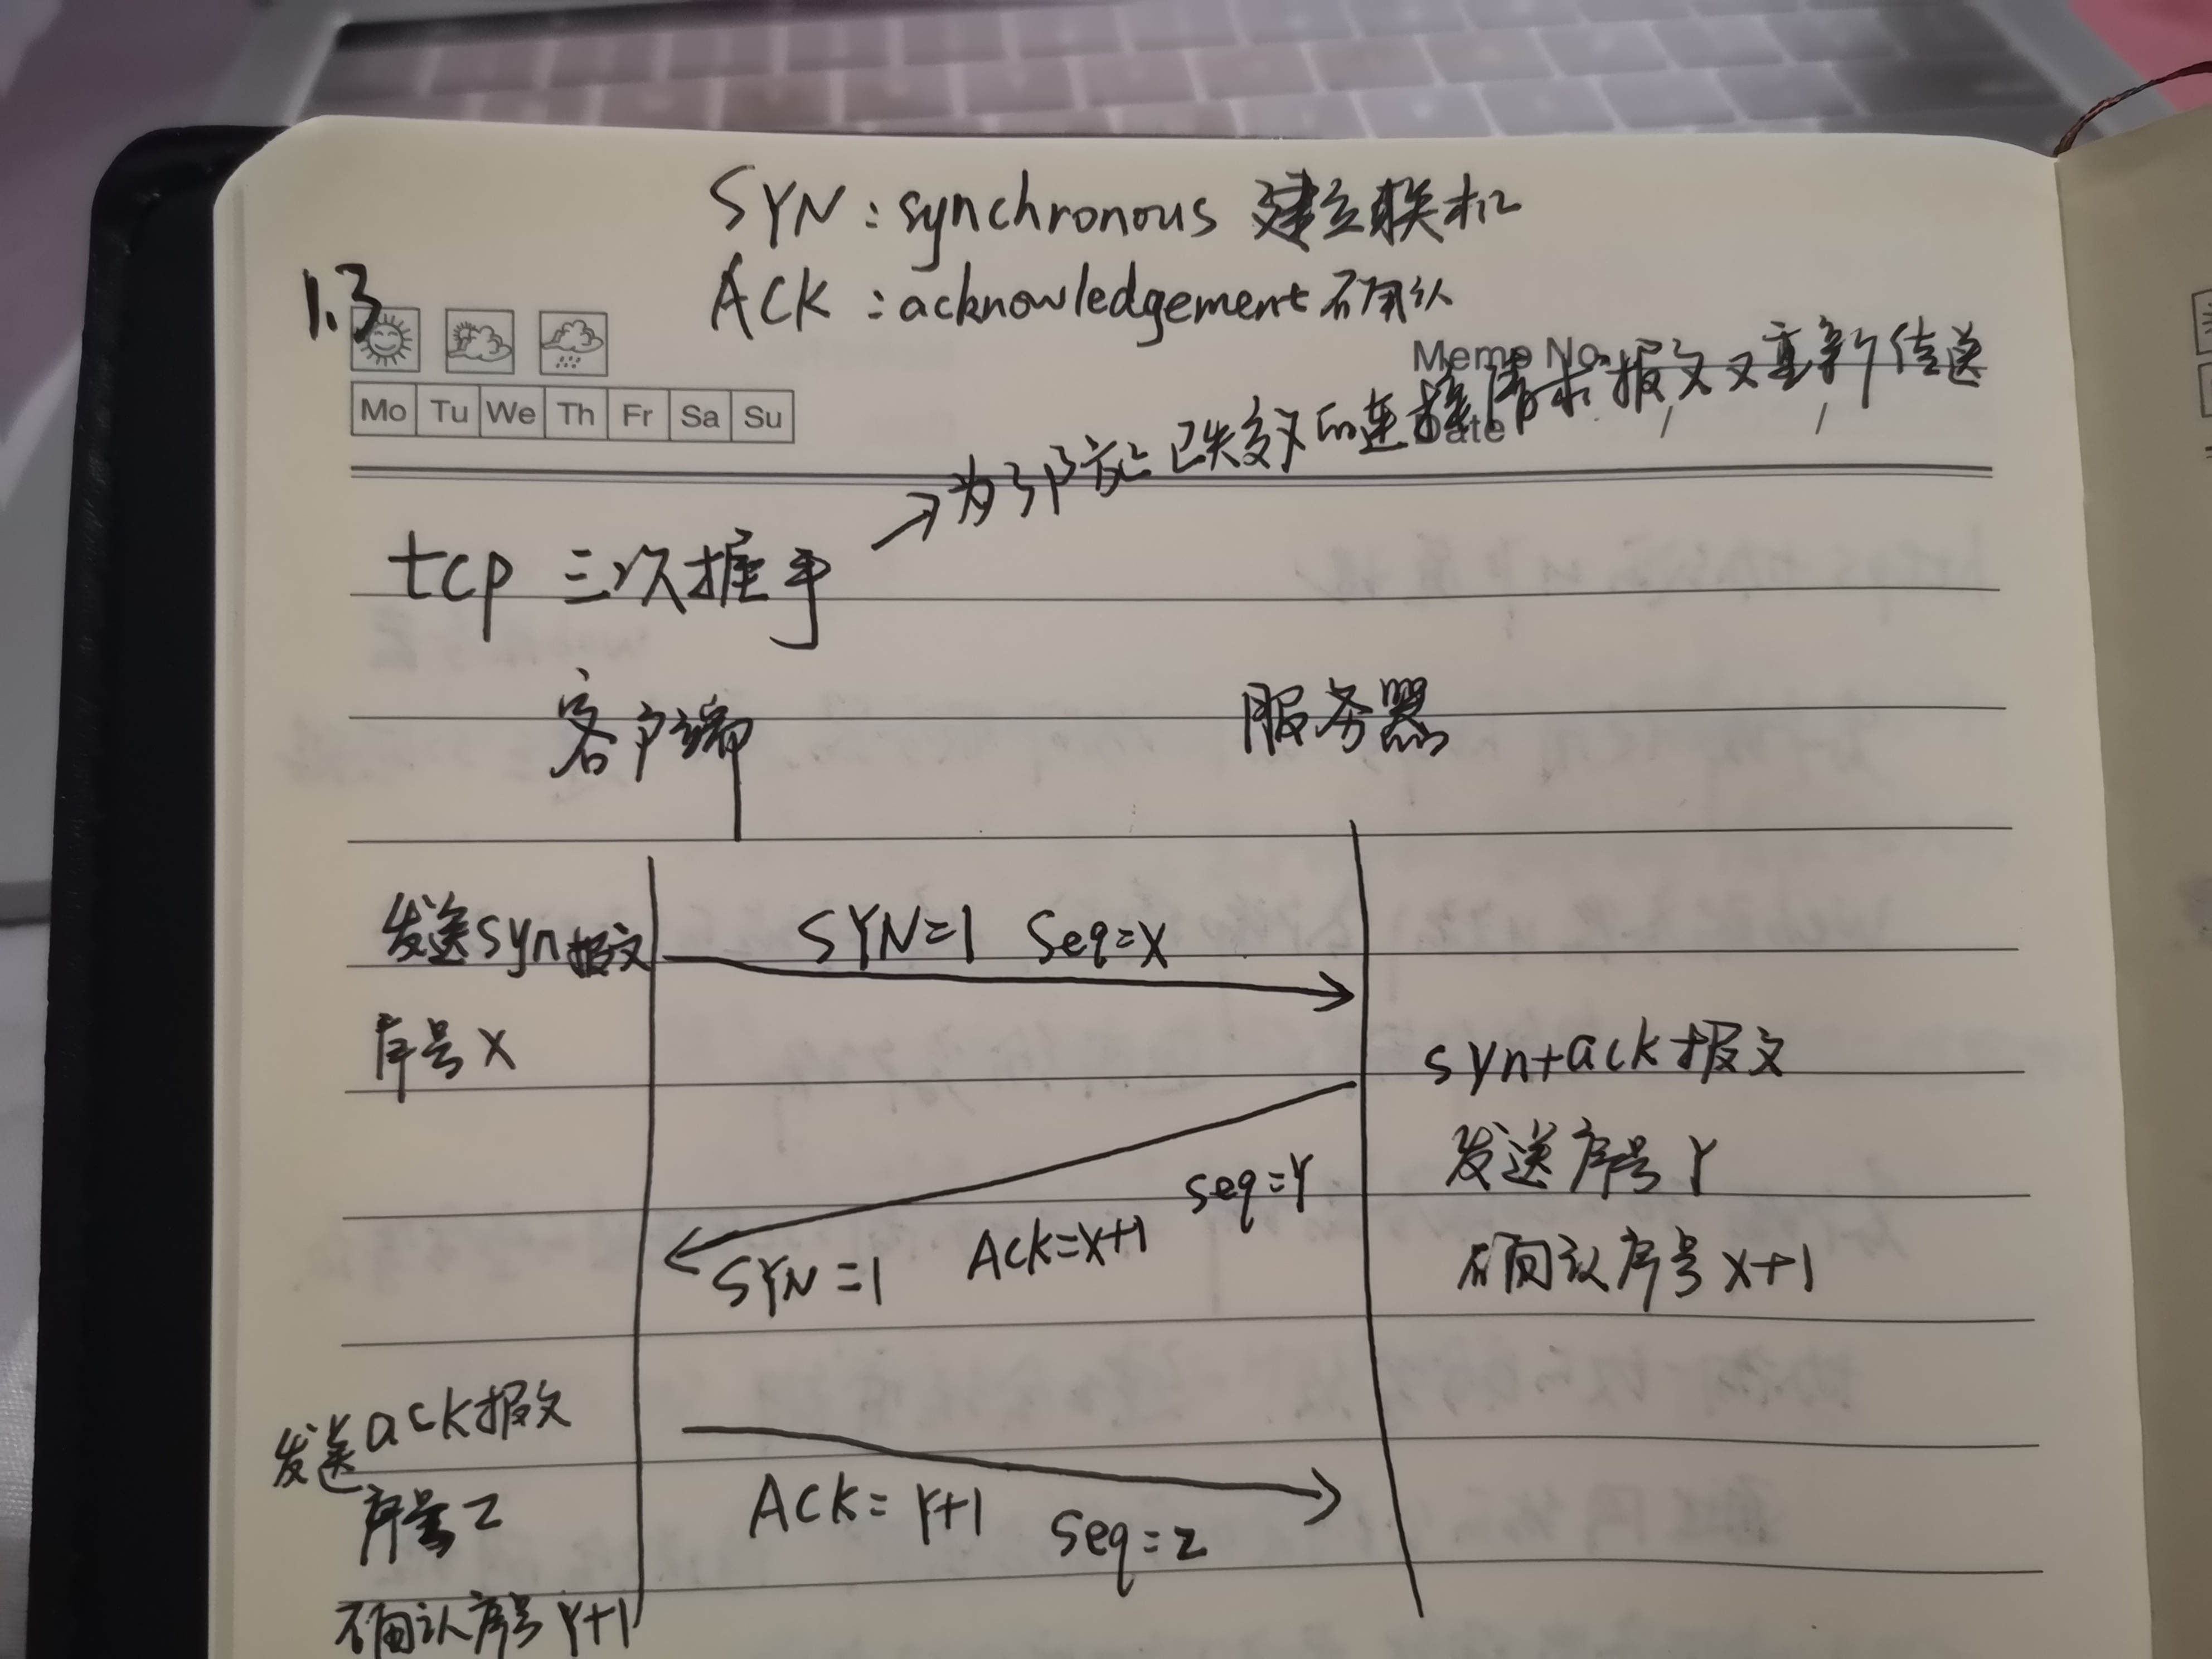 SYN：synchronous 建立联机
ACK：acknowledgement 确认
1.3
Memo No.
Mo Tu We Th Fr Sa Su
Date / /
→为了防止已失效的连接请求报文又重新传送
tcp 三次握手
客户端 服务器
发送syn报文 SYN=1 Seq=X
序号X
syn+ack报文
发送序号Y
seq=Y
SYN=1 Ack=X+1
确认序号X+1
发送ack报文
序号Z
ACK=Y+1 Seq=z
确认序号Y+1